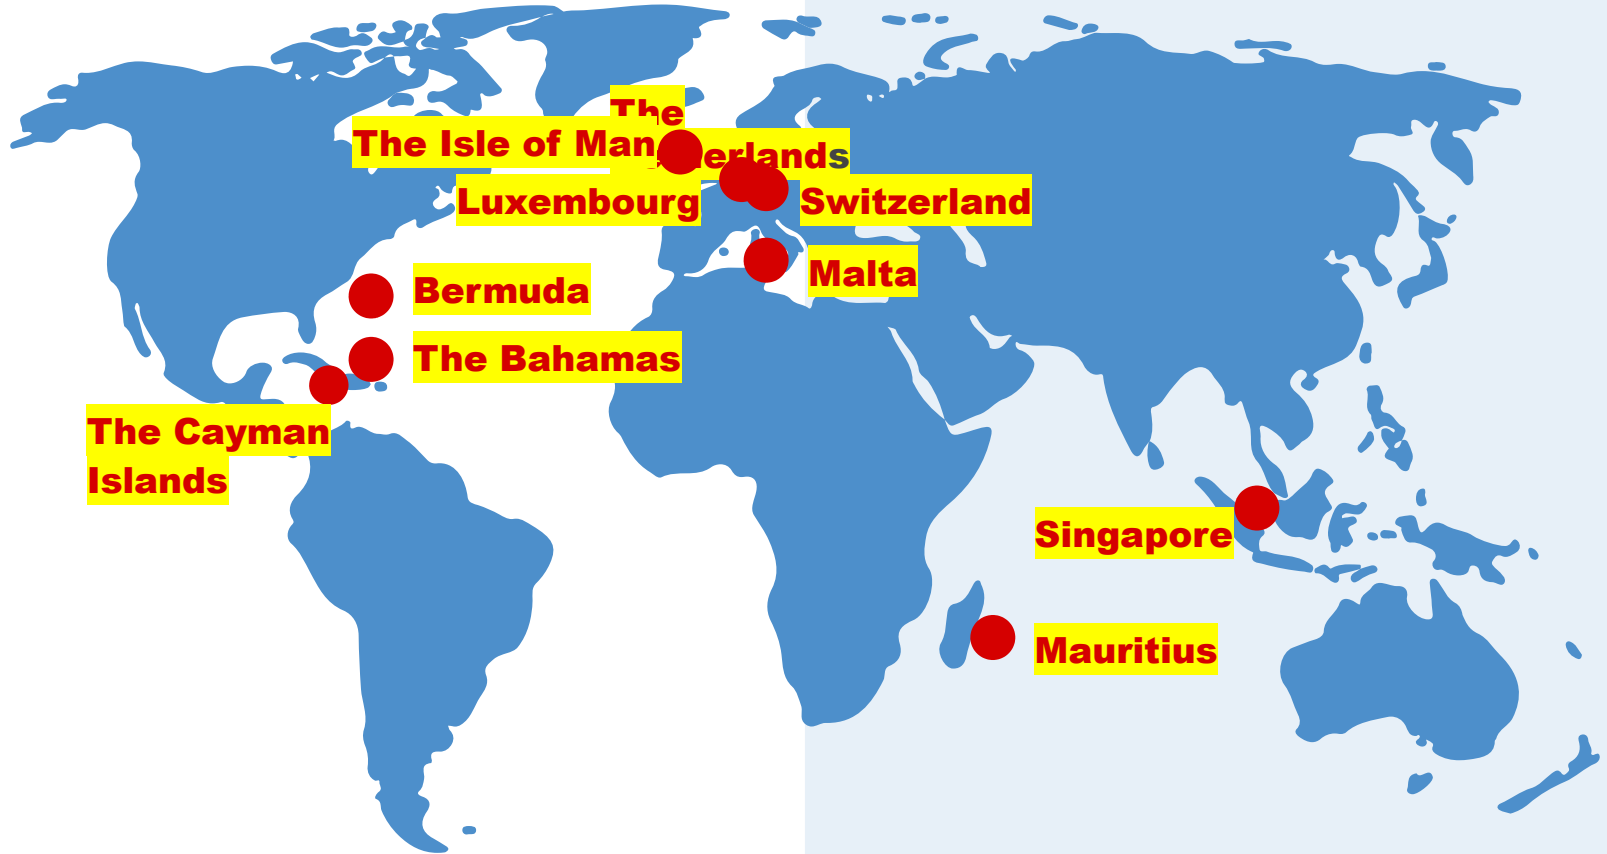 The
The Isle of Man
erlands
Luxembourg
Switzerland
Malta
Bermuda
The Bahamas
The Cayman
Islands
Singapore
Mauritius